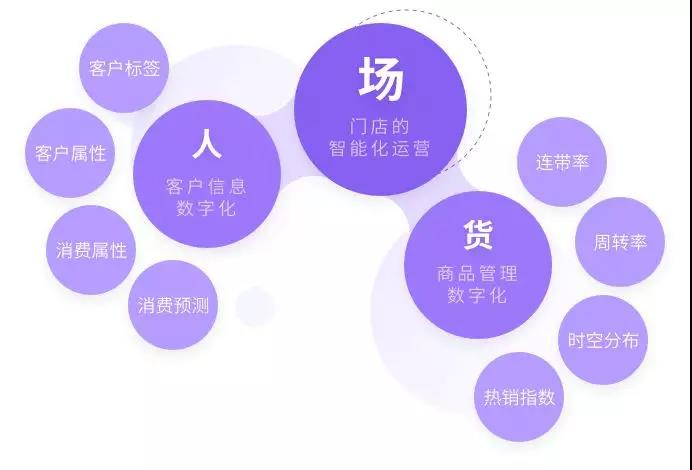 场
门店的
智能化运营
人
客户信息
数字化
客户标签
客户属性
消费属性
消费预测
货
商品管理
数字化
连带率
周转率
时空分布
热销指数